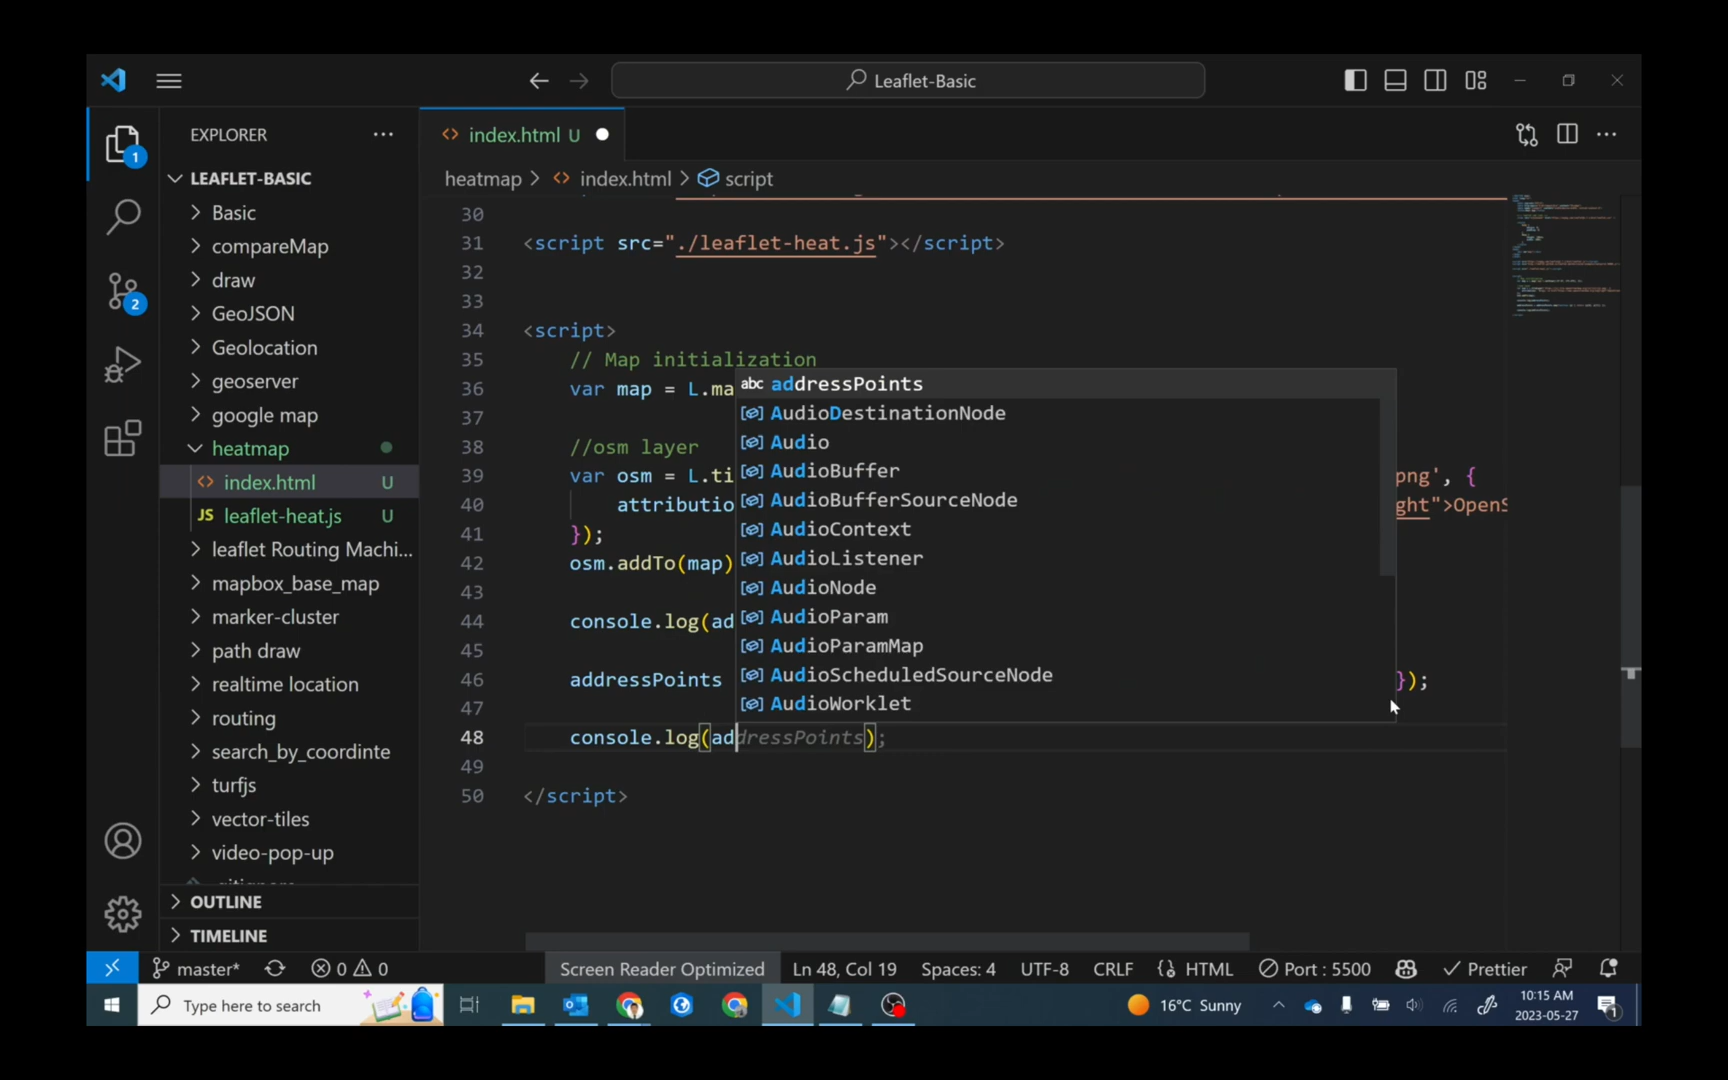 Leaflet-Basic
EXPLORER
index.html U
1
LEAFLET-BASIC
heatmap > index.html > script
Basic
compareMap
draw
GeoJSON
Geolocation
geoserver
google map
heatmap
index.html U
JS leaflet-heat.js U
leaflet Routing Machi...
mapbox_base_map
marker-cluster
path draw
realtime location
routing
search_by_coordinte
turfjs
vector-tiles
video-pop-up
OUTLINE
TIMELINE
2
30
31 <script src="./leaflet-heat.js"></script>
32
33
34 <script>
35 // Map initialization
36 var map = L.ma
37
38 //osm layer
39 var osm = L.ti png', {
40 attributio ght">OpenS
41 });
42 osm.addTo(map)
43
44 console.log(ad
45
46 addressPoints });
47
48 console.log(addressPoints);
49
50 </script>
abc addressPoints
AudioDestinationNode
Audio
AudioBuffer
AudioBufferSourceNode
AudioContext
AudioListener
AudioNode
AudioParam
AudioParamMap
AudioScheduledSourceNode
AudioWorklet
master* 0 0 Screen Reader Optimized Ln 48, Col 19 Spaces: 4 UTF-8 CRLF HTML Port : 5500 Prettier
Type here to search 16°C Sunny 10:15 AM
2023-05-27 1